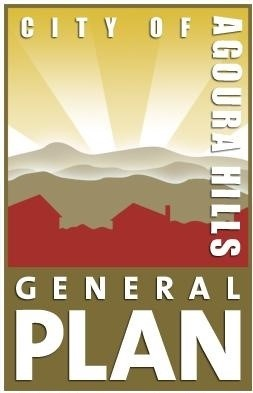 CITY OF
AGOURA HILLS
GENERAL
PLAN